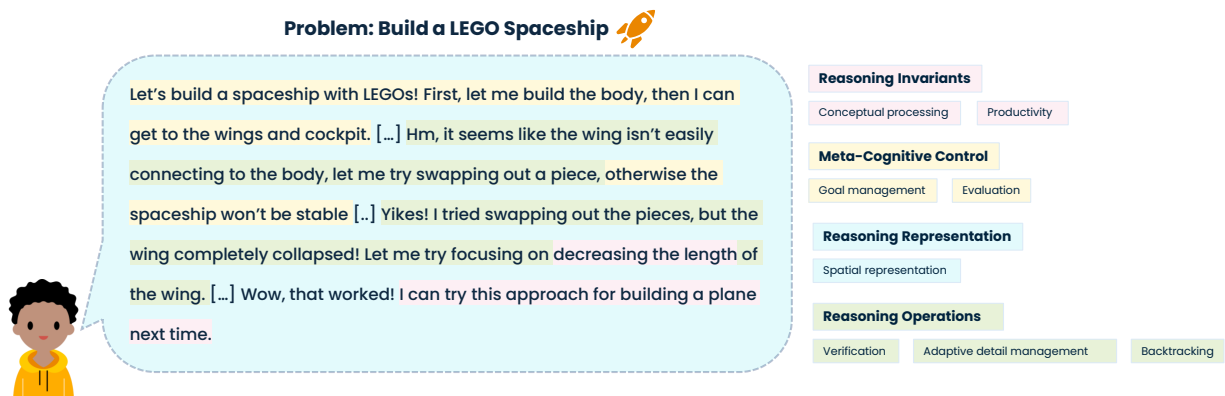 Problem: Build a LEGO Spaceship
Let’s build a spaceship with LEGOs! First, let me build the body, then I can
get to the wings and cockpit. [...] Hm, it seems like the wing isn’t easily
connecting to the body, let me try swapping out a piece, otherwise the
spaceship won’t be stable [..] Yikes! I tried swapping out the pieces, but the
wing completely collapsed! Let me try focusing on decreasing the length of
the wing. [...] Wow, that worked! I can try this approach for building a plane
next time.
Reasoning Invariants
Conceptual processing Productivity
Meta-Cognitive Control
Goal management Evaluation
Reasoning Representation
Spatial representation
Reasoning Operations
Verification Adaptive detail management Backtracking